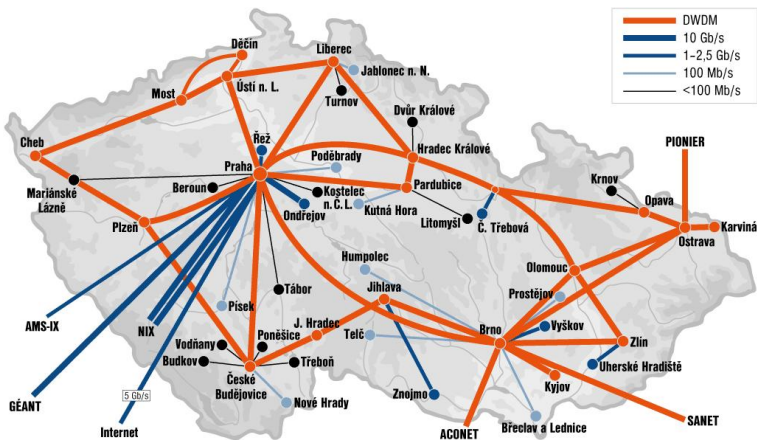 DWDM
10 Gb/s
1–2,5 Gb/s
100 Mb/s
<100 Mb/s
Děčín
Liberec
Jablonec n. N.
Ústí n. L.
Most
Turnov
Dvůr Králové
Cheb
Řež
Hradec Králové
PIONIER
Poděbrady
Praha
Mariánské
Lázně
Beroun
Kostelec
n. Č. L.
Pardubice
Krnov
Opava
Ondřejov
Kutná Hora
Litomyšl
Č. Třebová
Karviná
Ostrava
Plzeň
Humpolec
Olomouc
Jihlava
Prostějov
Tábor
Písek
AMS-IX
NIX
J. Hradec
Telč
Brno
Vyškov
Zlín
Vodňany
Poněšice
Budkov
Třeboň
Uherské Hradiště
České
Budějovice
Kyjov
GÉANT
5 Gb/s
Znojmo
Nové Hrady
Břeclav a Lednice
SANET
Internet
ACONET